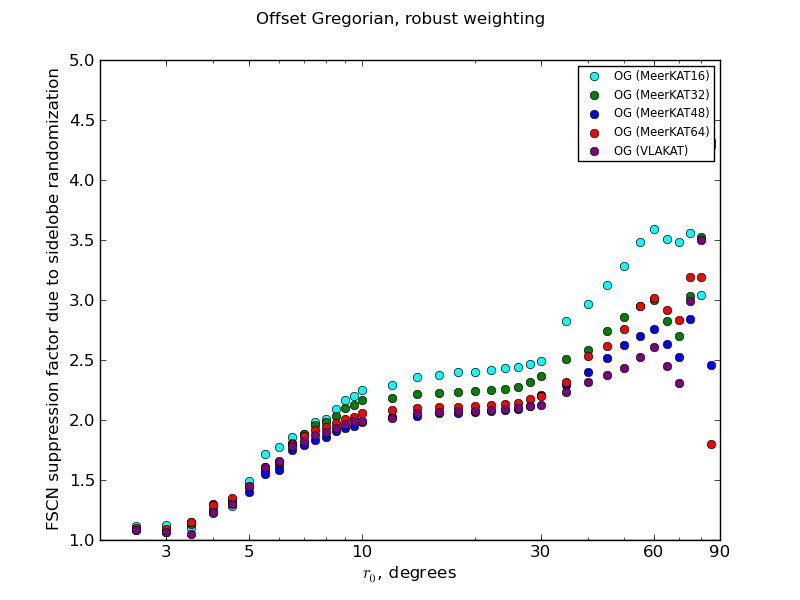 Offset Gregorian, robust weighting
FSCN suppression factor due to sidelobe randomization
5.0
4.5
4.0
3.5
3.0
2.5
2.0
1.5
1.0
OG (MeerKAT16)
OG (MeerKAT32)
OG (MeerKAT48)
OG (MeerKAT64)
OG (VLAKAT)
3 5 10 30 60 90
r₀, degrees